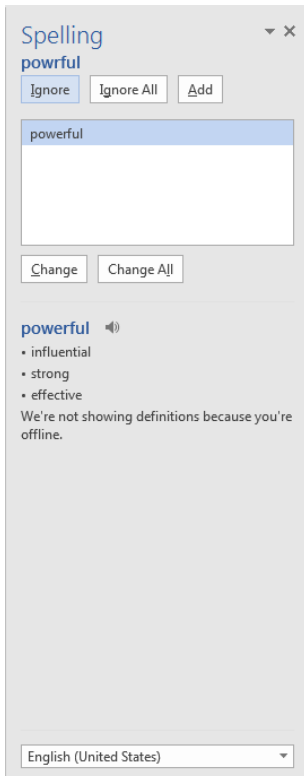 Spelling
powrful
Ignore Ignore All Add
powerful
Change Change All
powerful
• influential
• strong
• effective
We're not showing definitions because you're
offline.
English (United States)